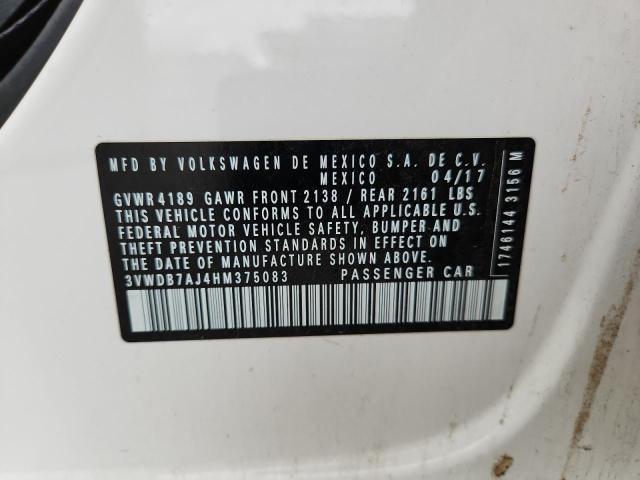 MFD BY VOLKSWAGEN DE MEXICO S.A. DE C.V.
MEXICO 04/17
GVWR 4189 GAWR FRONT 2138 / REAR 2161 LBS
THIS VEHICLE CONFORMS TO ALL APPLICABLE U.S.
FEDERAL MOTOR VEHICLE SAFETY, BUMPER AND
THEFT PREVENTION STANDARDS IN EFFECT ON
THE DATE OF MANUFACTURE SHOWN ABOVE.
3VWDB7AJ4HM375083 PASSENGER CAR
1746144 3156 M